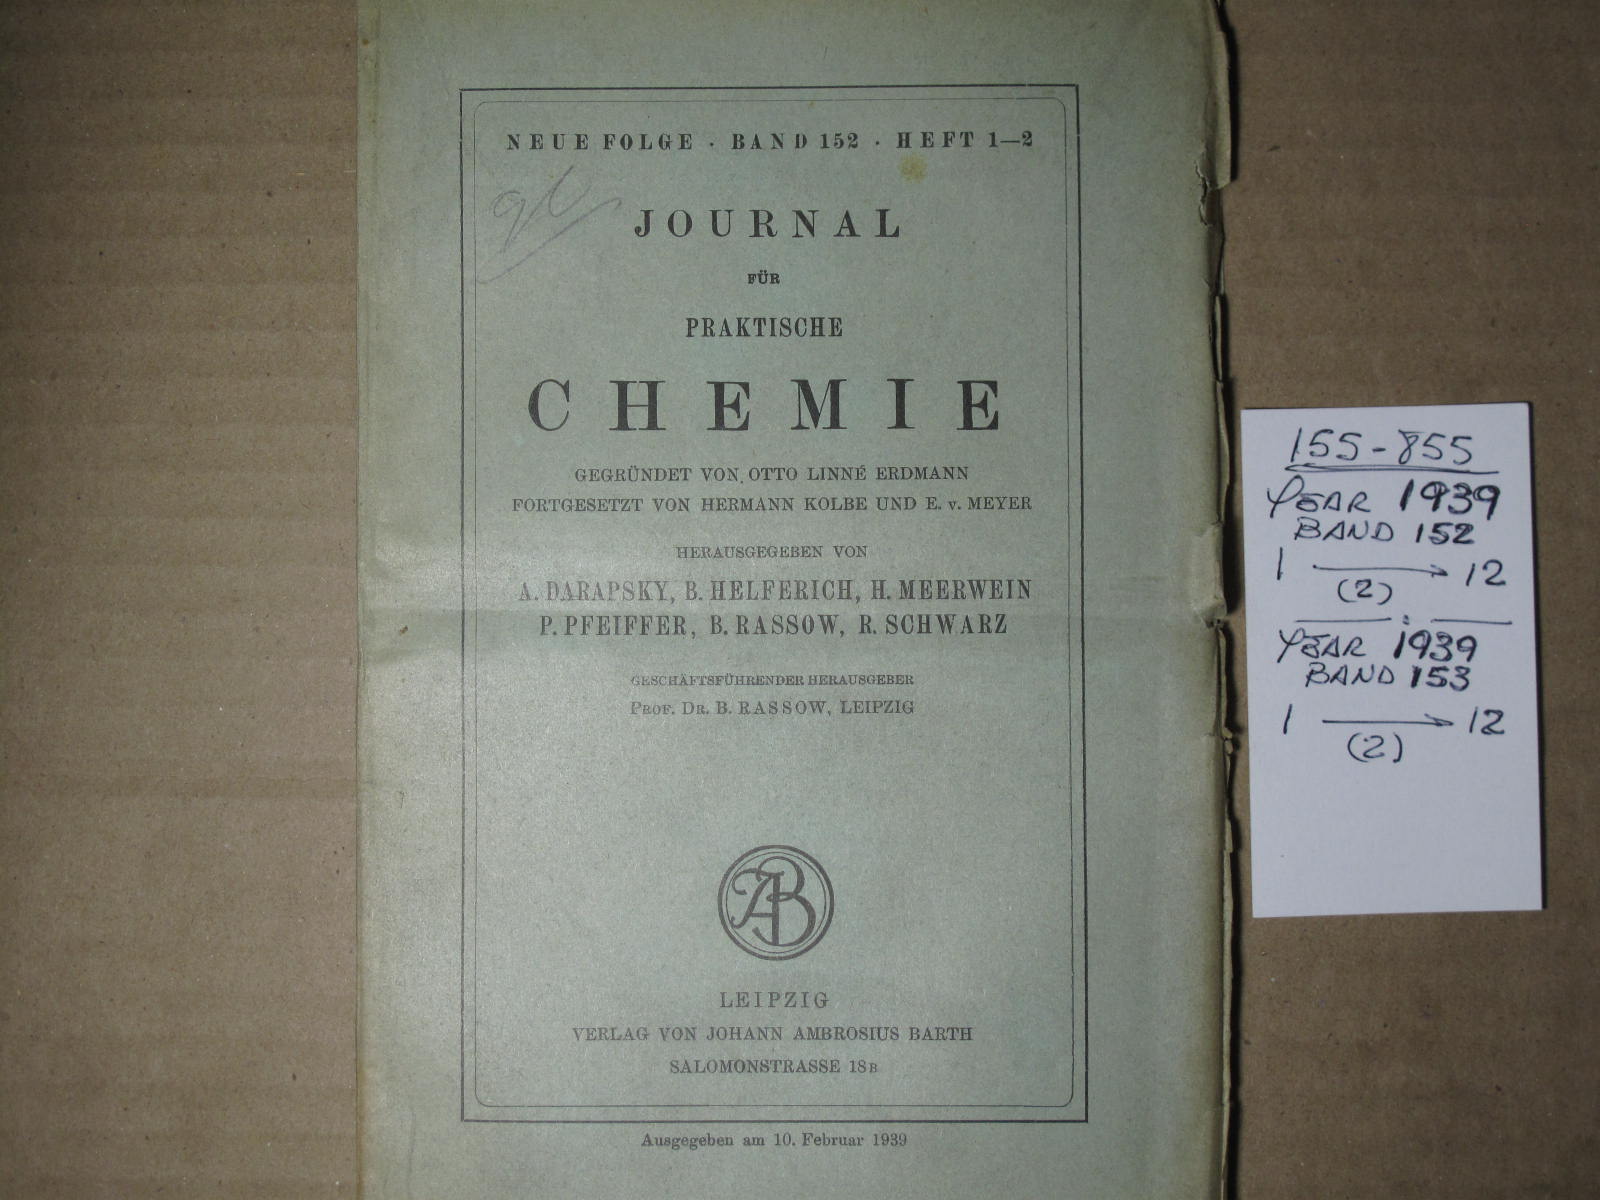 NEUE FOLGE · BAND 152 · HEFT 1—2
JOURNAL
FÜR
PRAKTISCHE
CHEMIE
GEGRÜNDET VON OTTO LINNÉ ERDMANN
FORTGESETZT VON HERMANN KOLBE UND E. v. MEYER
HERAUSGEGEBEN VON
A. DARAPSKY, B. HELFERICH, H. MEERWEIN
P. PFEIFFER, B. RASSOW, R. SCHWARZ
GESCHÄFTSFÜHRENDER HERAUSGEBER
PROF. DR. B. RASSOW, LEIPZIG
LEIPZIG
VERLAG VON JOHANN AMBROSIUS BARTH
SALOMONSTRASSE 18B
Ausgegeben am 10. Februar 1939
155-855
YEAR 1939
BAND 152
1 → 12
(2)
YEAR 1939
BAND 153
1 → 12
(2)